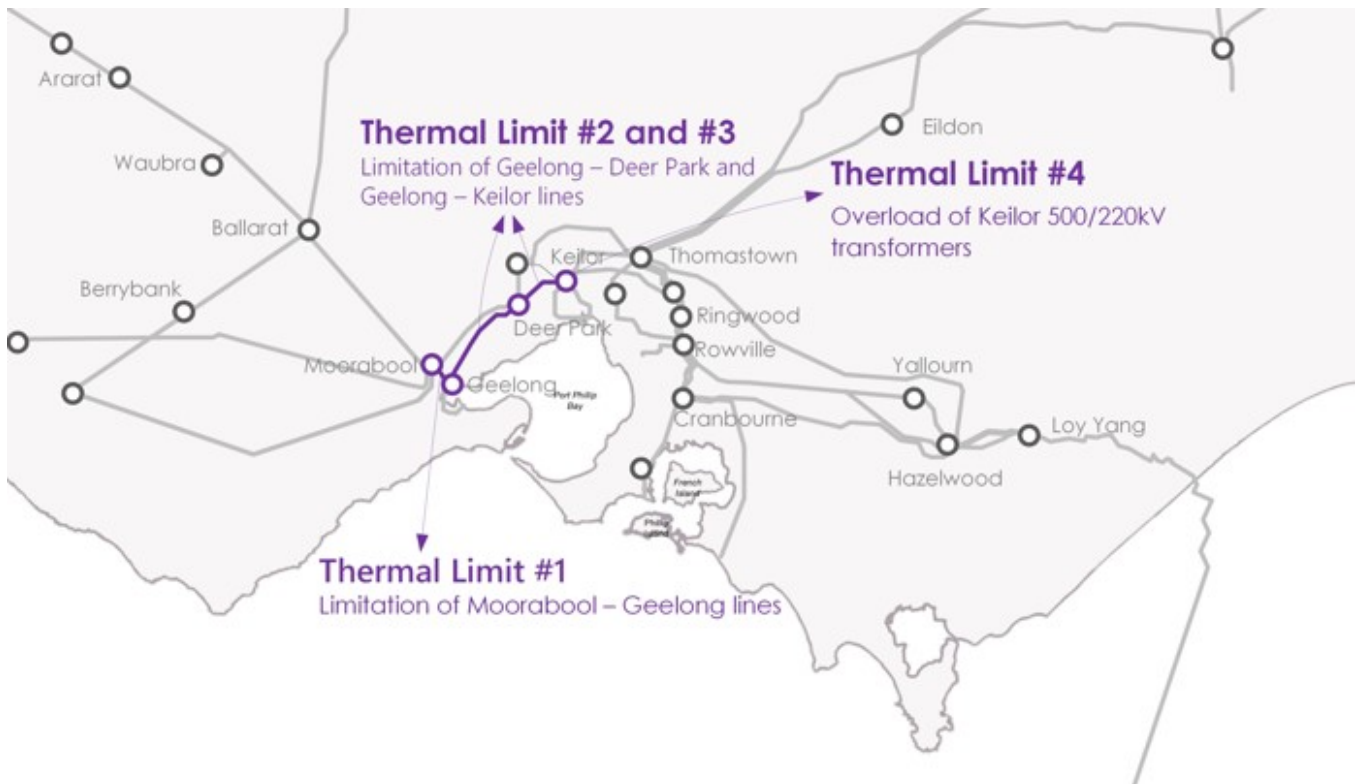 Ararat
Waubra
Ballarat
Berrybank
Moorabool
Geelong
Thermal Limit #2 and #3
Limitation of Geelong – Deer Park and
Geelong – Keilor lines
Eildon
Thermal Limit #4
Overload of Keilor 500/220kV
transformers
Keilor
Thomastown
Deer Park
Ringwood
Rowville
Port Phillip
Bay
Yallourn
Cranbourne
Loy Yang
Hazelwood
French
Island
Phillip
Island
Thermal Limit #1
Limitation of Moorabool – Geelong lines